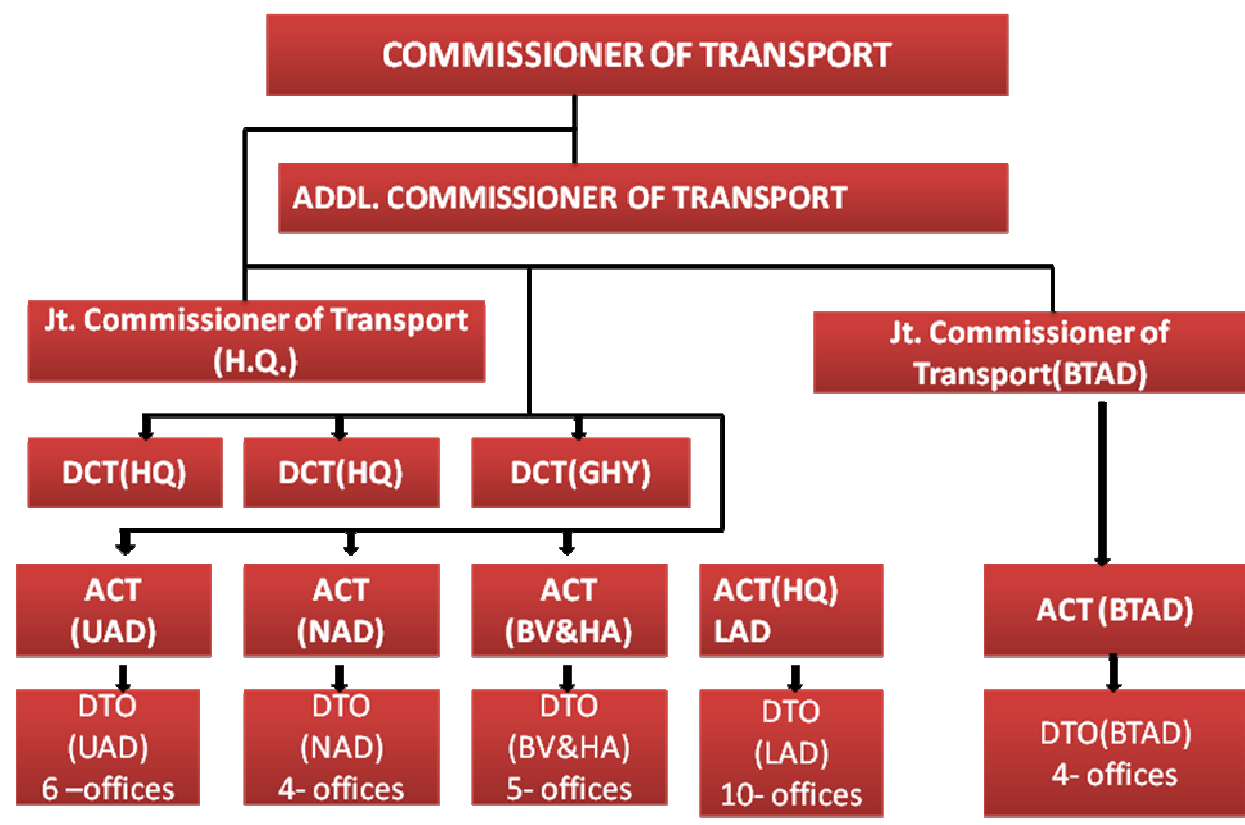 COMMISSIONER OF TRANSPORT
ADDL. COMMISSIONER OF TRANSPORT
Jt. Commissioner of Transport
(H.Q.)
Jt. Commissioner of
Transport(BTAD)
DCT(HQ)
DCT(HQ)
DCT(GHY)
ACT
(UAD)
ACT
(NAD)
ACT
(BV&HA)
ACT(HQ)
LAD
ACT (BTAD)
DTO
(UAD)
6 –offices
DTO
(NAD)
4- offices
DTO
(BV&HA)
5- offices
DTO
(LAD)
10- offices
DTO(BTAD)
4- offices